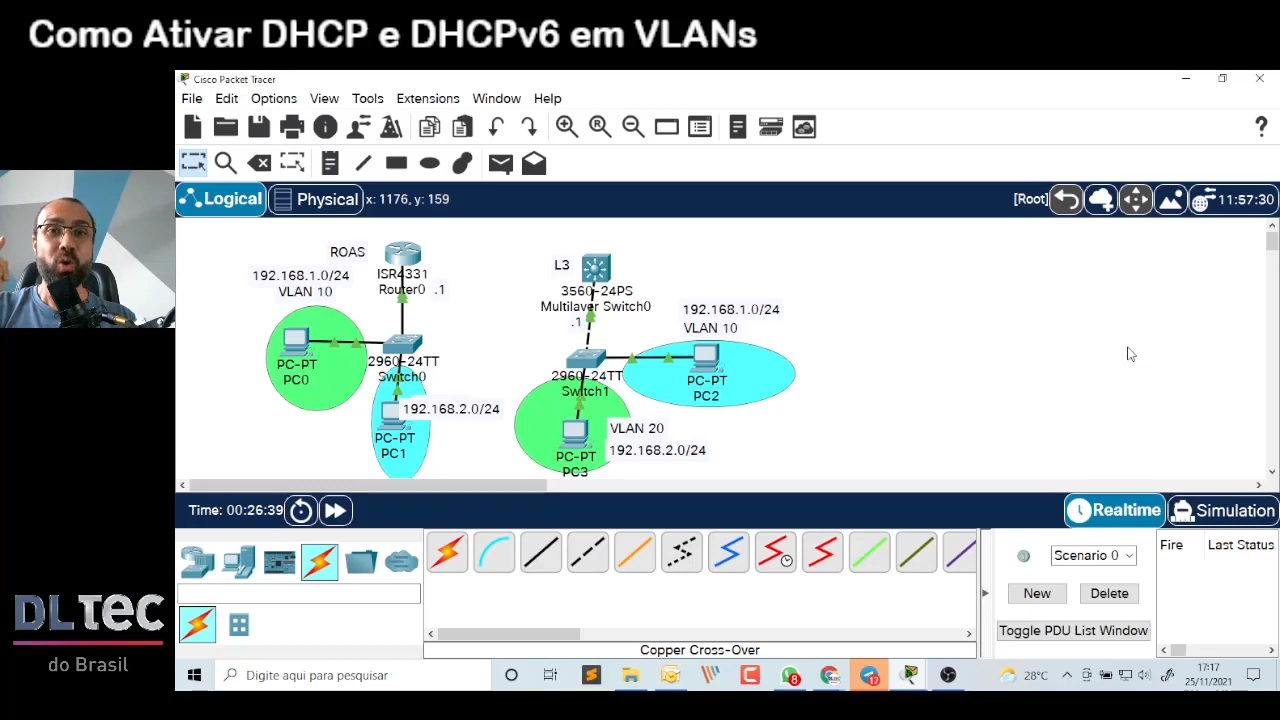 Como Ativar DHCP e DHCPv6 em VLANs
Cisco Packet Tracer
File Edit Options View Tools Extensions Window Help
Logical Physical x: 1176, y: 159 [Root] 11:57:30
ROAS
ISR4331
Router0 .1
192.168.1.0/24
VLAN 10
PC-PT
PC0
2960-24TT
Switch0
192.168.2.0/24
PC-PT
PC1
L3
3560-24PS
Multilayer Switch0
.1
192.168.1.0/24
VLAN 10
2960-24TT
Switch1
PC-PT
PC2
VLAN 20
192.168.2.0/24
PC-PT
PC3
Time: 00:26:39 Realtime Simulation
Scenario 0
Fire Last Status
New Delete
Toggle PDU List Window
Copper Cross-Over
DLTEC
do Brasil
Digite aqui para pesquisar
8
17
28°C
17:17
25/11/2021